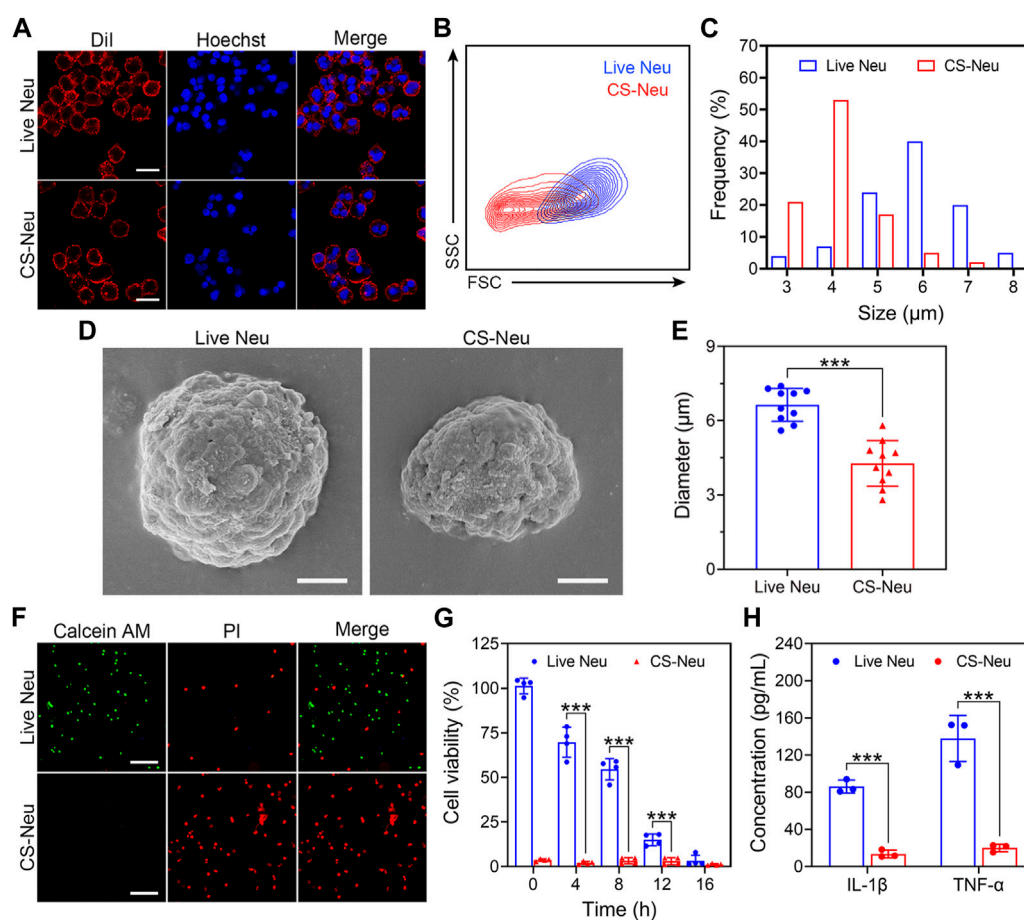 A
DiI Hoechst Merge
Live Neu
CS-Neu
B
Live Neu
CS-Neu
SSC
FSC
C
70
60
50
40
30
20
10
0
Frequency (%)
Live Neu CS-Neu
3 4 5 6 7 8
Size (μm)
D
Live Neu CS-Neu
E
9
6
3
0
Diameter (μm)
***
Live Neu CS-Neu
F
Calcein AM PI Merge
Live Neu
CS-Neu
G
125
100
75
50
25
0
Cell viability (%)
Live Neu CS-Neu
***
***
***
0 4 8 12 16
Time (h)
H
240
200
160
120
80
40
0
Concentration (pg/mL)
Live Neu CS-Neu
***
***
IL-1β TNF-α